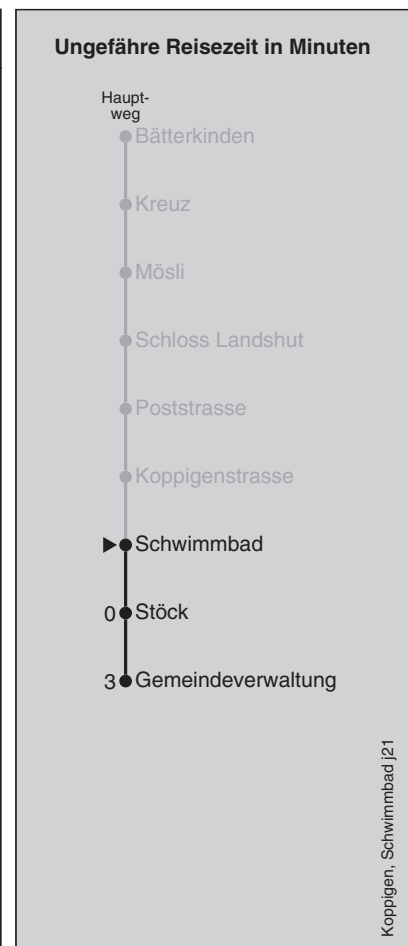 Ungefähre Reisezeit in Minuten
Haupt-
weg
Bätterkinden
Kreuz
Mösli
Schloss Landshut
Poststrasse
Koppigenstrasse
Schwimmbad
0 Stöck
3 Gemeindeverwaltung
Koppigen, Schwimmbad j21